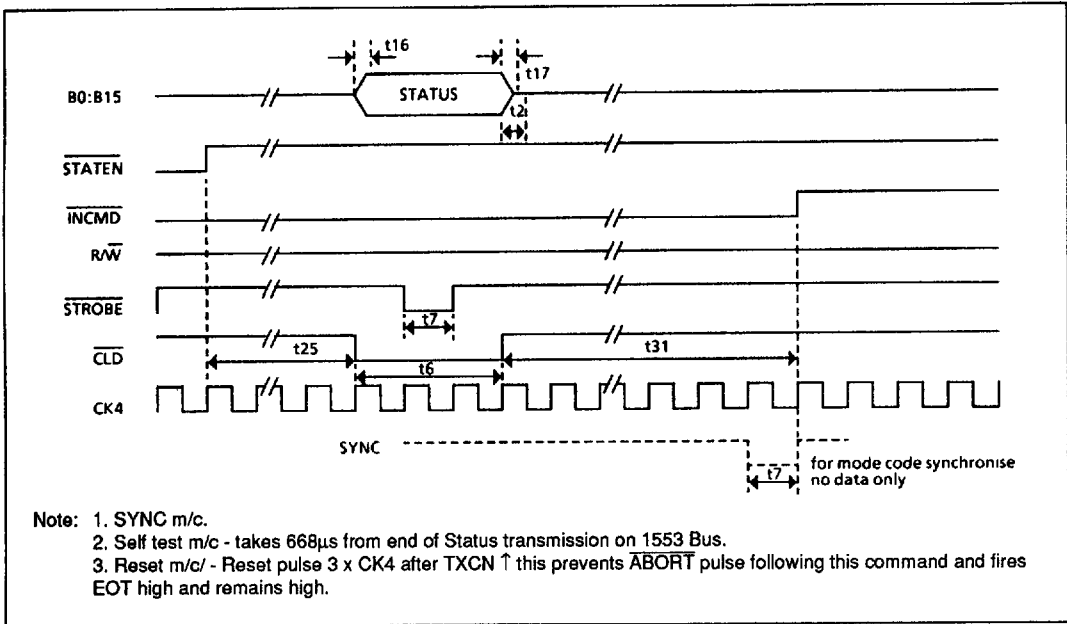 t16
t17
B0:B15
STATUS
t2
STATEN
INCMD
R/W
STROBE
t7
CLD
t25
t31
t6
CK4
SYNC
for mode code synchronise
t7
no data only
Note: 1. SYNC m/c.
2. Self test m/c - takes 668µs from end of Status transmission on 1553 Bus.
3. Reset m/c/ - Reset pulse 3 x CK4 after TXCN ↑ this prevents ABORT pulse following this command and fires
EOT high and remains high.